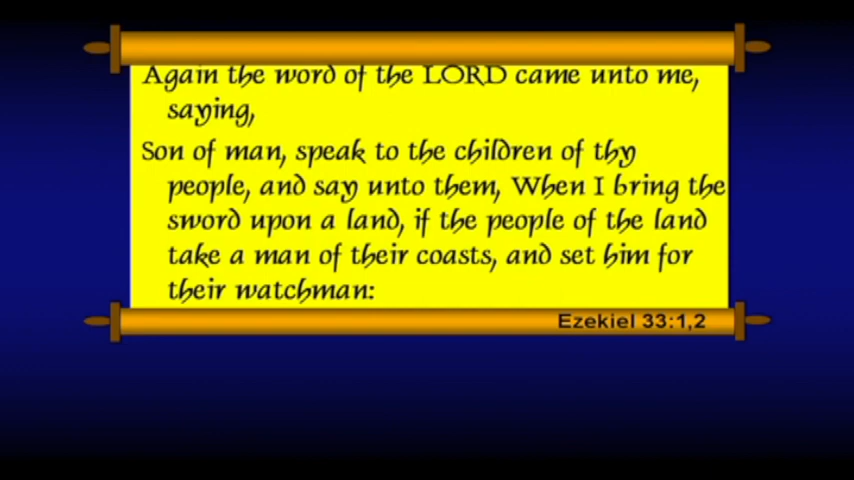 Again the word of the LORD came unto me,
saying,
Son of man, speak to the children of thy
people, and say unto them, When I bring the
sword upon a land, if the people of the land
take a man of their coasts, and set him for
their watchman:
Ezekiel 33:1,2